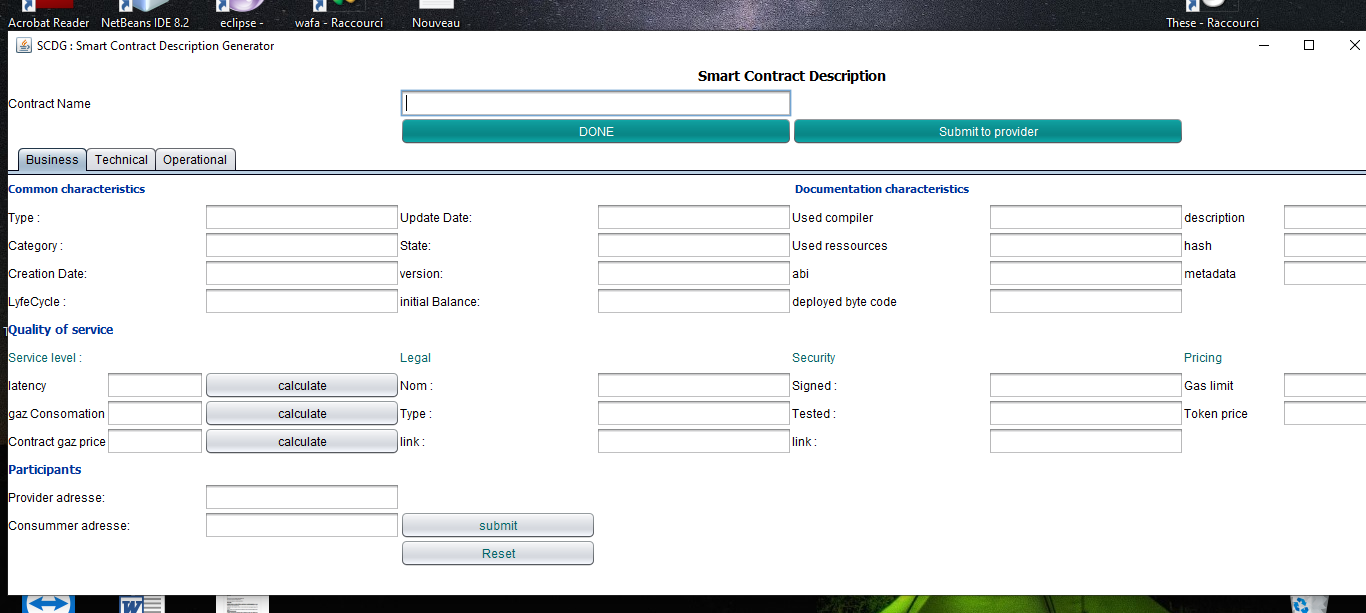 Acrobat Reader NetBeans IDE 8.2 eclipse - wafa - Raccourci Nouveau These - Raccourci
SCDG : Smart Contract Description Generator
Smart Contract Description
Contract Name
DONE Submit to provider
Business Technical Operational
Common characteristics Documentation characteristics
Type : Update Date: Used compiler description
Category : State: Used ressources hash
Creation Date: version: abi metadata
LyfeCycle : initial Balance: deployed byte code
Quality of service
Service level : Legal Security Pricing
latency calculate Nom : Signed : Gas limit
gaz Consomation calculate Type : Tested : Token price
Contract gaz price calculate link : link :
Participants
Provider adresse:
Consummer adresse: submit
Reset